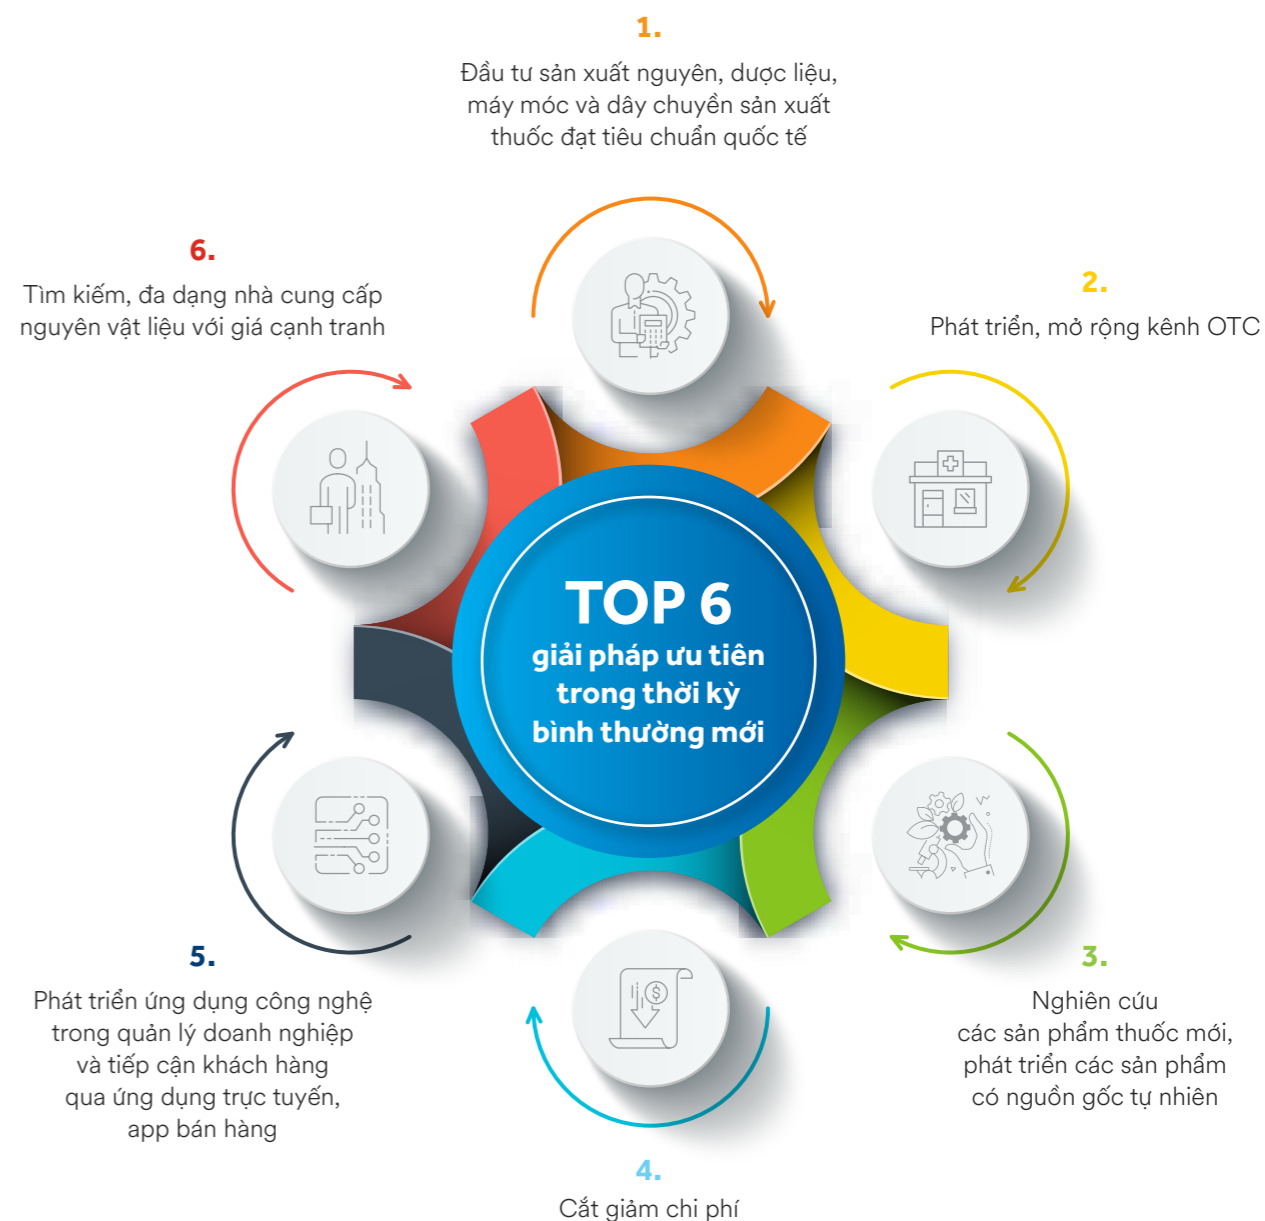 1.
Đầu tư sản xuất nguyên, dược liệu,
máy móc và dây chuyền sản xuất
thuốc đạt tiêu chuẩn quốc tế
6.
Tìm kiếm, đa dạng nhà cung cấp
nguyên vật liệu với giá cạnh tranh
2.
Phát triển, mở rộng kênh OTC
TOP 6
giải pháp ưu tiên
trong thời kỳ
bình thường mới
5.
Phát triển ứng dụng công nghệ
trong quản lý doanh nghiệp
và tiếp cận khách hàng
qua ứng dụng trực tuyến,
app bán hàng
3.
Nghiên cứu
các sản phẩm thuốc mới,
phát triển các sản phẩm
có nguồn gốc tự nhiên
4.
Cắt giảm chi phí